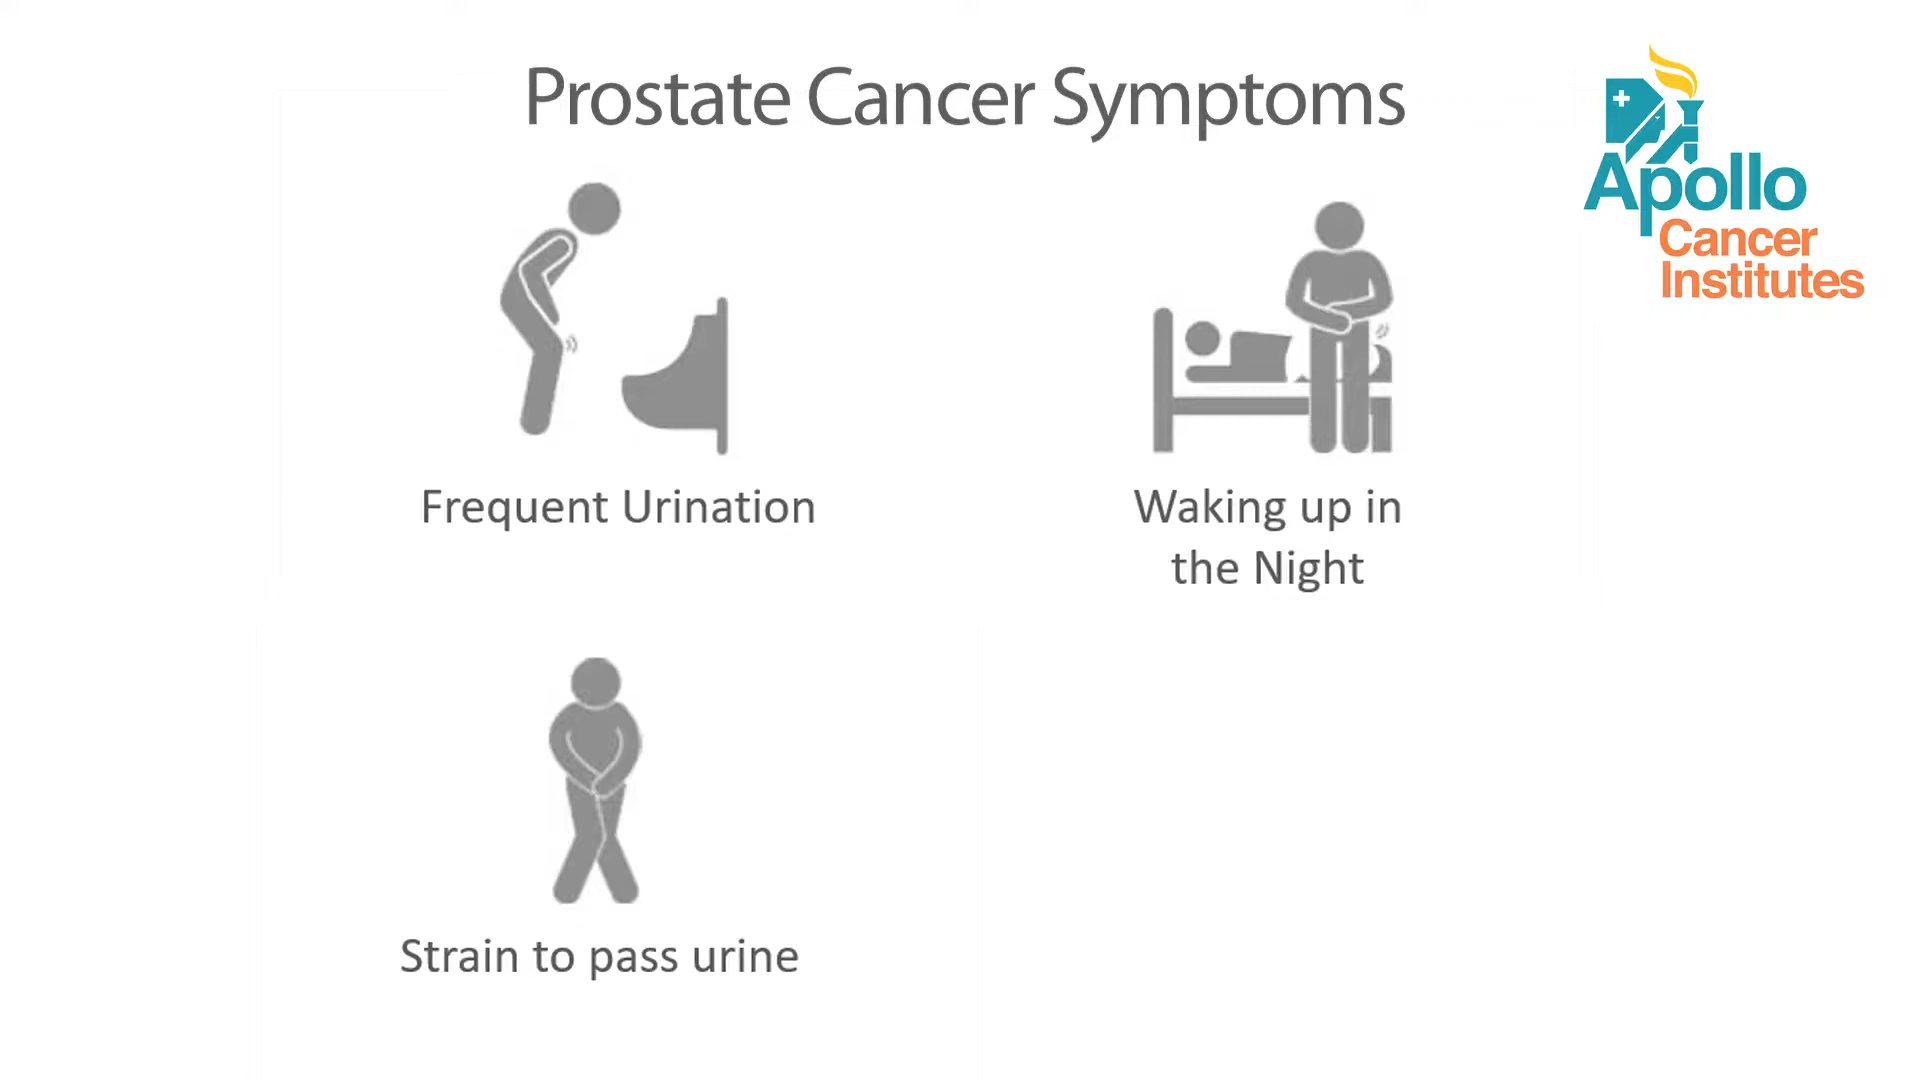 Prostate Cancer Symptoms
Apollo
Cancer
Institutes
Frequent Urination
Waking up in
the Night
Strain to pass urine